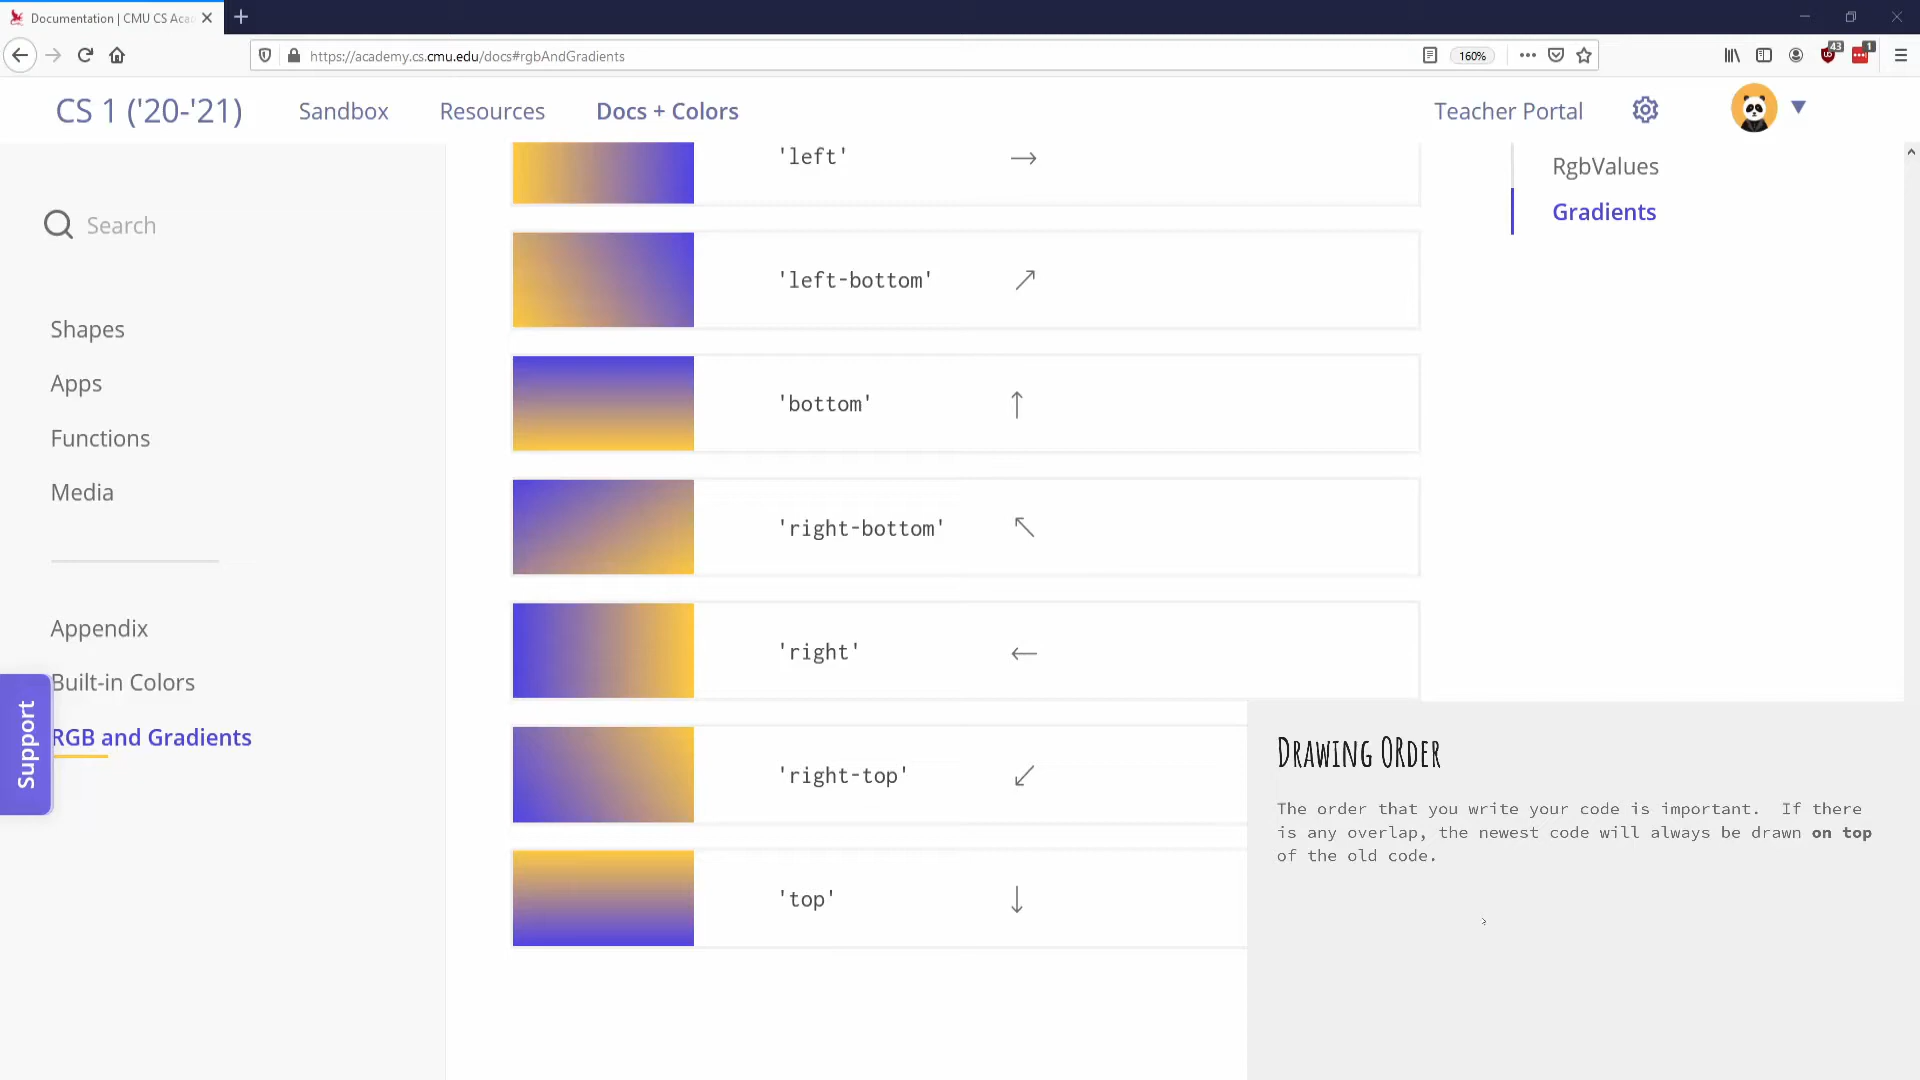 Documentation | CMU CS Aca
https://academy.cs.cmu.edu/docs#rgbAndGradients
160%
43
1
CS 1 ('20-'21)
Sandbox
Resources
Docs + Colors
Teacher Portal
Search
Shapes
Apps
Functions
Media
Appendix
Built-in Colors
RGB and Gradients
Support
'left' →
'left-bottom' ↗
'bottom' ↑
'right-bottom' ↖
'right' ←
'right-top' ↙
'top' ↓
RgbValues
Gradients
DRAWING ORDER
The order that you write your code is important. If there
is any overlap, the newest code will always be drawn on top
of the old code.